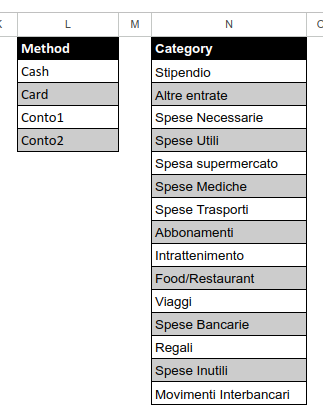 K L M N O
Method Category
Cash Stipendio
Card Altre entrate
Conto1 Spese Necessarie
Conto2 Spese Utili
Spesa supermercato
Spese Mediche
Spese Trasporti
Abbonamenti
Intrattenimento
Food/Restaurant
Viaggi
Spese Bancarie
Regali
Spese Inutili
Movimenti Interbancari